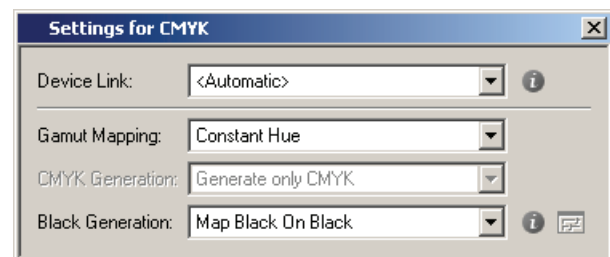 Settings for CMYK
Device Link: <Automatic>
Gamut Mapping: Constant Hue
CMYK Generation: Generate only CMYK
Black Generation: Map Black On Black